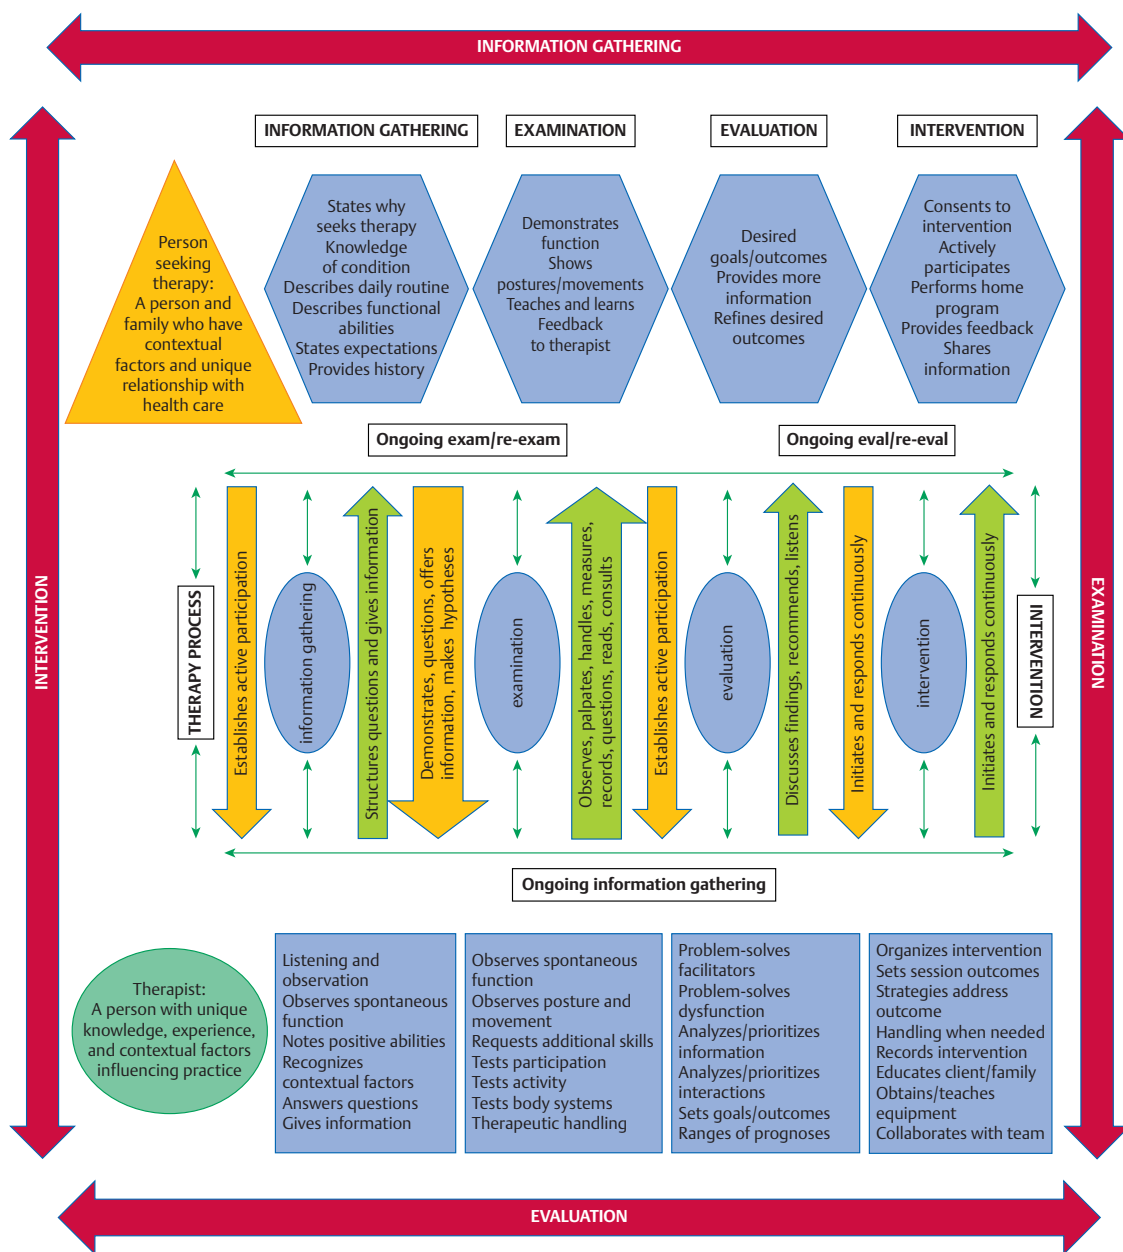 INFORMATION GATHERING
INFORMATION GATHERING
EXAMINATION
EVALUATION
INTERVENTION
Person
seeking
therapy:
A person and
family who have
contextual
factors and unique
relationship with
health care
States why
seeks therapy
Knowledge
of condition
Describes daily routine
Describes functional
abilities
States expectations
Provides history
Demonstrates
function
Shows
postures/movements
Teaches and learns
Feedback
to therapist
Desired
goals/outcomes
Provides more
information
Refines desired
outcomes
Consents to
intervention
Actively
participates
Performs home
program
Provides feedback
Shares
information
Ongoing exam/re-exam
Ongoing eval/re-eval
INTERVENTION
THERAPY PROCESS
Establishes active participation
information gathering
Structures questions and gives information
Demonstrates, questions, offers
information, makes hypotheses
examination
Observes, palpates, handles, measures,
records, questions, reads, consults
Establishes active participation
evaluation
Discusses findings, recommends, listens
Initiates and responds continuously
intervention
Initiates and responds continuously
INTERVENTION
EXAMINATION
Ongoing information gathering
Therapist:
A person with unique
knowledge, experience,
and contextual factors
influencing practice
Listening and
observation
Observes spontaneous
function
Notes positive abilities
Recognizes
contextual factors
Answers questions
Gives information
Observes spontaneous
function
Observes posture and
movement
Requests additional skills
Tests participation
Tests activity
Tests body systems
Therapeutic handling
Problem-solves
facilitators
Problem-solves
dysfunction
Analyzes/prioritizes
information
Analyzes/prioritizes
interactions
Sets goals/outcomes
Ranges of prognoses
Organizes intervention
Sets session outcomes
Strategies address
outcome
Handling when needed
Records intervention
Educates client/family
Obtains/teaches
equipment
Collaborates with team
EVALUATION